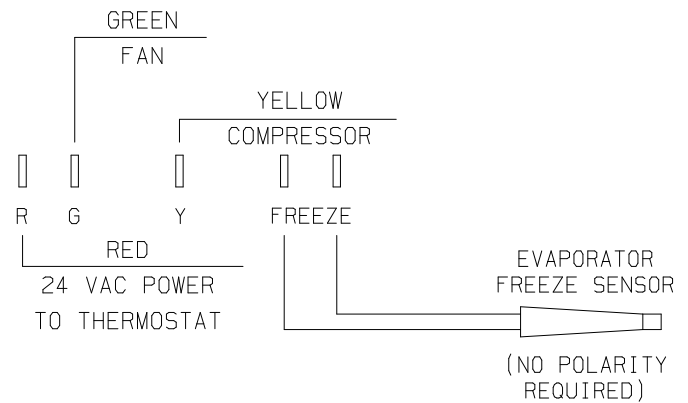 GREEN
FAN
YELLOW
COMPRESSOR
R G Y FREEZE
RED
24 VAC POWER
TO THERMOSTAT
EVAPORATOR
FREEZE SENSOR
(NO POLARITY
REQUIRED)